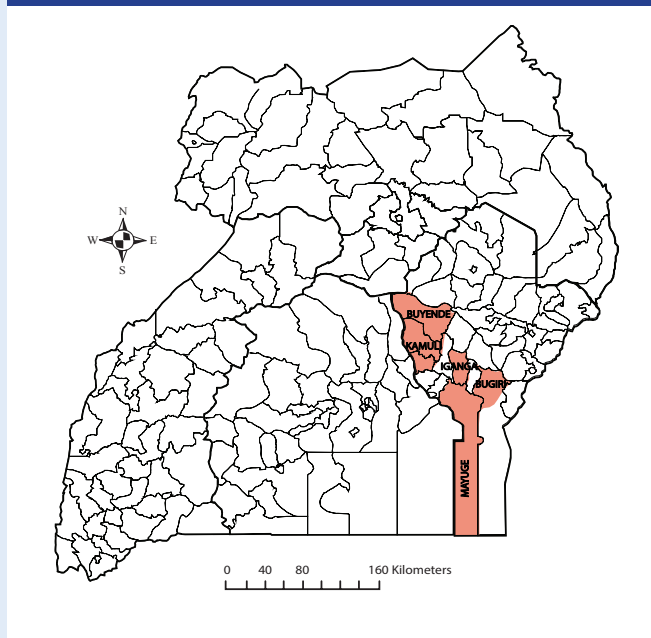 N
W E
S
BUYENDE
KAMULI
IGANGA
BUGIRI
MAYUGE
0 40 80 160 Kilometers